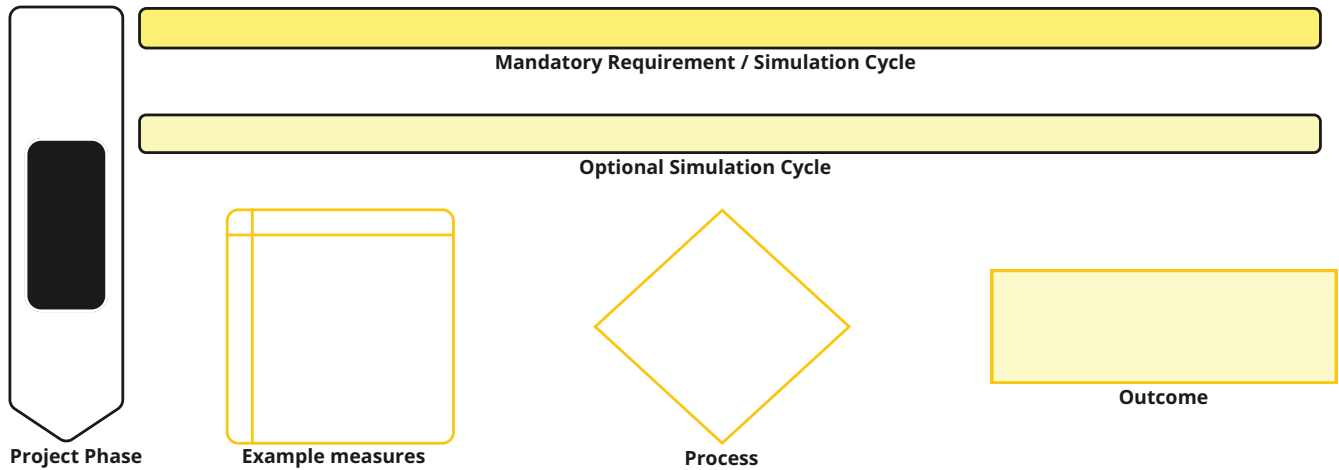 Mandatory Requirement / Simulation Cycle
Optional Simulation Cycle
Outcome
Project Phase
Example measures
Process